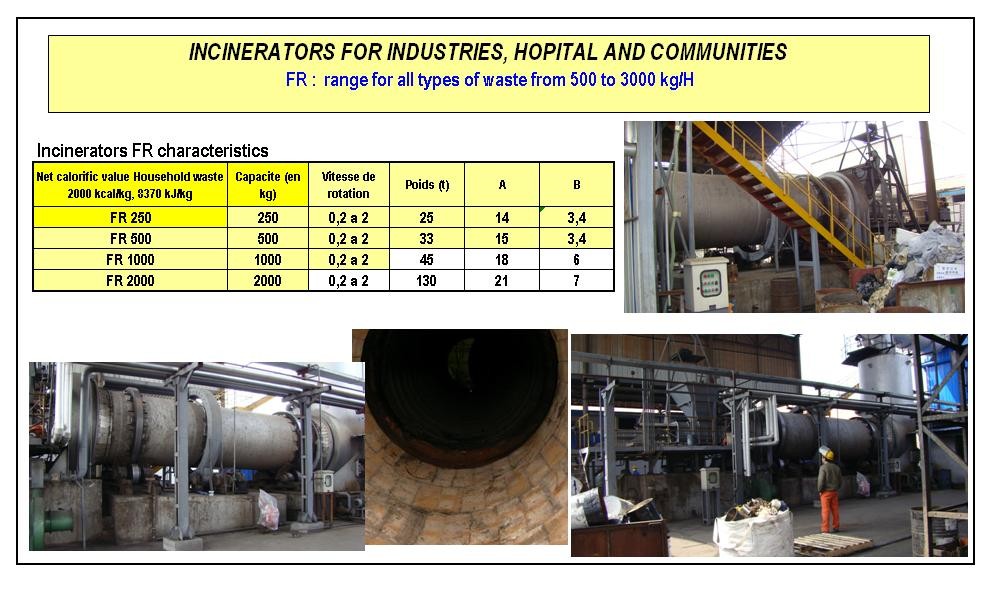 INCINERATORS FOR INDUSTRIES, HOPITAL AND COMMUNITIES
FR : range for all types of waste from 500 to 3000 kg/H
Incinerators FR characteristics
Net calorific value Household waste 2000 kcal/kg, 8370 kJ/kg | Capacite (en kg) | Vitesse de rotation | Poids (t) | A | B
FR 250 | 250 | 0,2 a 2 | 25 | 14 | 3,4
FR 500 | 500 | 0,2 a 2 | 33 | 15 | 3,4
FR 1000 | 1000 | 0,2 a 2 | 45 | 18 | 6
FR 2000 | 2000 | 0,2 a 2 | 130 | 21 | 7